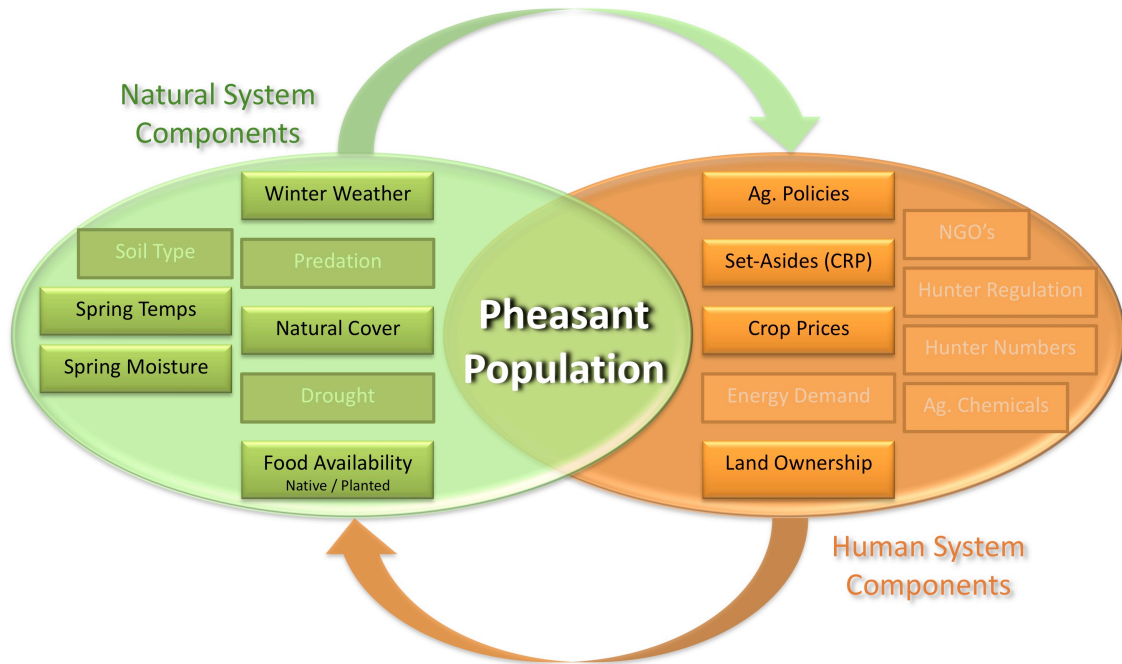 Natural System
Components
Winter Weather
Soil Type
Predation
Spring Temps
Natural Cover
Spring Moisture
Drought
Food Availability
Native / Planted
Pheasant
Population
Ag. Policies
NGO's
Set-Asides (CRP)
Hunter Regulation
Crop Prices
Hunter Numbers
Energy Demand
Ag. Chemicals
Land Ownership
Human System
Components